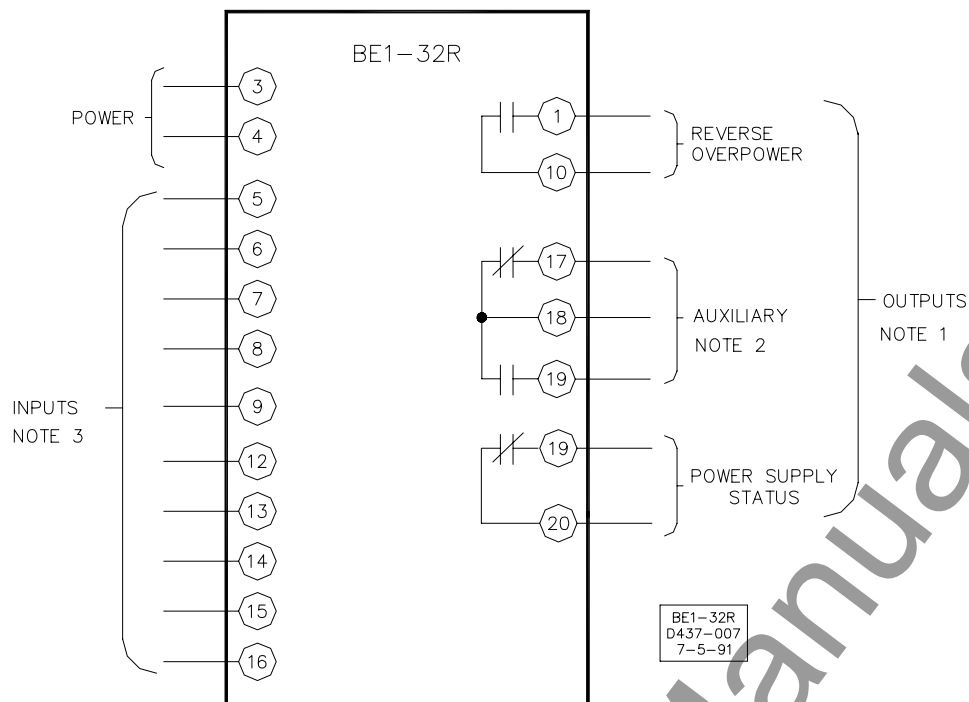 BE1-32R
POWER
3
4
INPUTS
NOTE 3
5
6
7
8
9
12
13
14
15
16
1
10
REVERSE
OVERPOWER
17
18
19
AUXILIARY
NOTE 2
19
20
POWER SUPPLY
STATUS
OUTPUTS
NOTE 1
BE1-32R
D437-007
7-5-91
Manuals